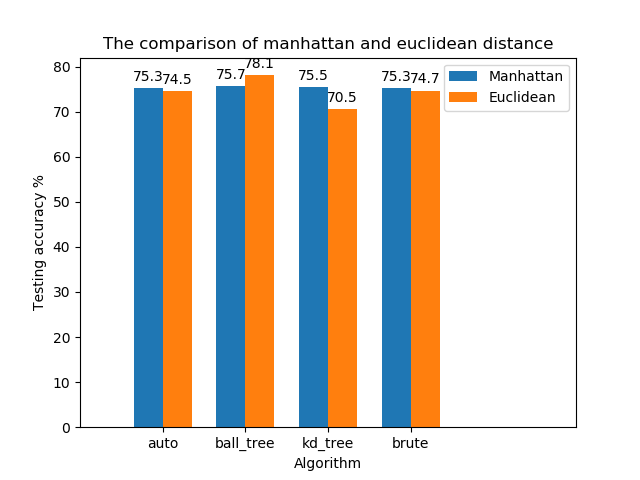 The comparison of manhattan and euclidean distance
Manhattan
Euclidean
75.3 74.5 75.7 78.1 75.5 70.5 75.3 74.7
Testing accuracy %
80
70
60
50
40
30
20
10
0
auto ball_tree kd_tree brute
Algorithm